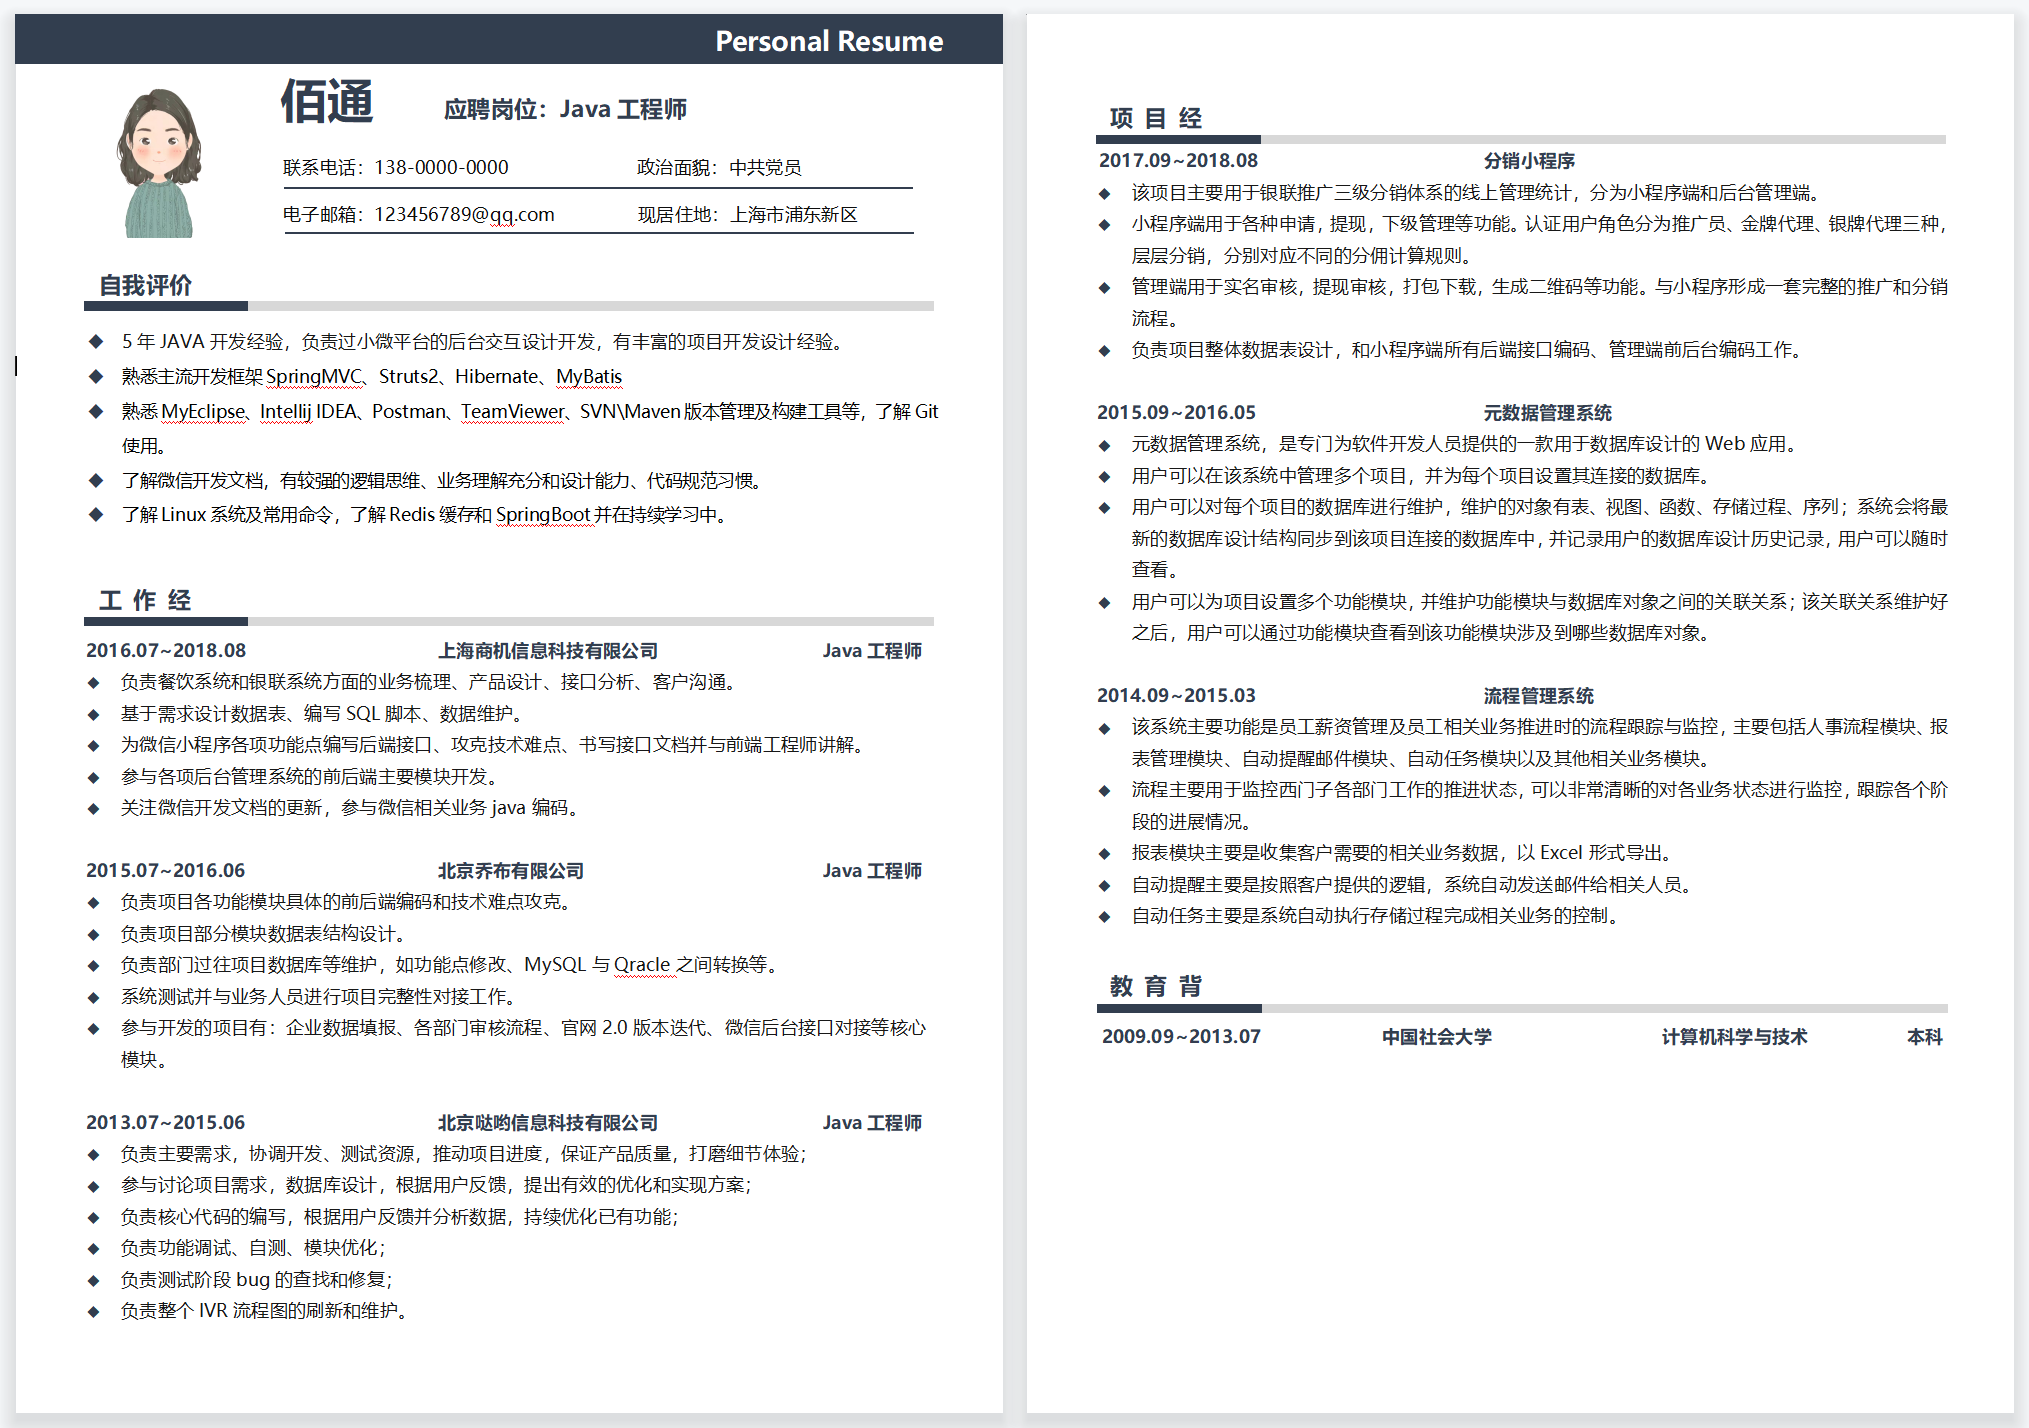 Personal Resume
佰通 应聘岗位：Java 工程师
联系电话：138-0000-0000 政治面貌：中共党员
电子邮箱：123456789@qq.com 现居住地：上海市浦东新区
自我评价
◆ 5 年 JAVA 开发经验，负责过小微平台的后台交互设计开发，有丰富的项目开发设计经验。
◆ 熟悉主流开发框架 SpringMVC、Struts2、Hibernate、MyBatis
◆ 熟悉 MyEclipse、Intellij IDEA、Postman、TeamViewer、SVN\Maven 版本管理及构建工具等，了解 Git
使用。
◆ 了解微信开发文档，有较强的逻辑思维、业务理解充分和设计能力、代码规范习惯。
◆ 了解 Linux 系统及常用命令，了解 Redis 缓存和 SpringBoot 并在持续学习中。
工 作 经
2016.07~2018.08 上海商机信息科技有限公司 Java 工程师
◆ 负责餐饮系统和银联系统方面的业务梳理、产品设计、接口分析、客户沟通。
◆ 基于需求设计数据表、编写 SQL 脚本、数据维护。
◆ 为微信小程序各项功能点编写后端接口、攻克技术难点、书写接口文档并与前端工程师讲解。
◆ 参与各项后台管理系统的前后端主要模块开发。
◆ 关注微信开发文档的更新，参与微信相关业务 java 编码。
2015.07~2016.06 北京乔布有限公司 Java 工程师
◆ 负责项目各功能模块具体的前后端编码和技术难点攻克。
◆ 负责项目部分模块数据表结构设计。
◆ 负责部门过往项目数据库等维护，如功能点修改、MySQL 与 Qracle 之间转换等。
◆ 系统测试并与业务人员进行项目完整性对接工作。
◆ 参与开发的项目有：企业数据填报、各部门审核流程、官网 2.0 版本迭代、微信后台接口对接等核心
模块。
2013.07~2015.06 北京哒哟信息科技有限公司 Java 工程师
◆ 负责主要需求，协调开发、测试资源，推动项目进度，保证产品质量，打磨细节体验；
◆ 参与讨论项目需求，数据库设计，根据用户反馈，提出有效的优化和实现方案；
◆ 负责核心代码的编写，根据用户反馈并分析数据，持续优化已有功能；
◆ 负责功能调试、自测、模块优化；
◆ 负责测试阶段 bug 的查找和修复；
◆ 负责整个 IVR 流程图的刷新和维护。
项 目 经
2017.09~2018.08 分销小程序
◆ 该项目主要用于银联推广三级分销体系的线上管理统计，分为小程序端和后台管理端。
◆ 小程序端用于各种申请，提现，下级管理等功能。认证用户角色分为推广员、金牌代理、银牌代理三种，
层层分销，分别对应不同的分佣计算规则。
◆ 管理端用于实名审核，提现审核，打包下载，生成二维码等功能。与小程序形成一套完整的推广和分销
流程。
◆ 负责项目整体数据表设计，和小程序端所有后端接口编码、管理端前后台编码工作。
2015.09~2016.05 元数据管理系统
◆ 元数据管理系统，是专门为软件开发人员提供的一款用于数据库设计的 Web 应用。
◆ 用户可以在该系统中管理多个项目，并为每个项目设置其连接的数据库。
◆ 用户可以对每个项目的数据库进行维护，维护的对象有表、视图、函数、存储过程、序列；系统会将最
新的数据库设计结构同步到该项目连接的数据库中，并记录用户的数据库设计历史记录，用户可以随时
查看。
◆ 用户可以为项目设置多个功能模块，并维护功能模块与数据库对象之间的关联关系；该关联关系维护好
之后，用户可以通过功能模块查看到该功能模块涉及到哪些数据库对象。
2014.09~2015.03 流程管理系统
◆ 该系统主要功能是员工薪资管理及员工相关业务推进时的流程跟踪与监控，主要包括人事流程模块、报
表管理模块、自动提醒邮件模块、自动任务模块以及其他相关业务模块。
◆ 流程主要用于监控西门子各部门工作的推进状态，可以非常清晰的对各业务状态进行监控，跟踪各个阶
段的进展情况。
◆ 报表模块主要是收集客户需要的相关业务数据，以 Excel 形式导出。
◆ 自动提醒主要是按照客户提供的逻辑，系统自动发送邮件给相关人员。
◆ 自动任务主要是系统自动执行存储过程完成相关业务的控制。
教 育 背
2009.09~2013.07 中国社会大学 计算机科学与技术 本科